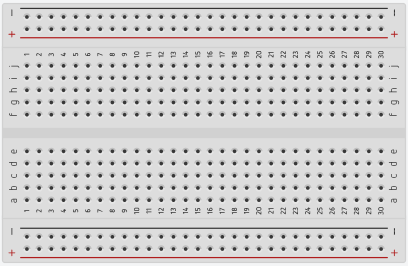 − −
+ +
1 2 3 4 5 6 7 8 9 10 11 12 13 14 15 16 17 18 19 20 21 22 23 24 25 26 27 28 29 30
j j
i i
h h
g g
f f
e e
d d
c c
b b
a a
1 2 3 4 5 6 7 8 9 10 11 12 13 14 15 16 17 18 19 20 21 22 23 24 25 26 27 28 29 30
− −
+ +